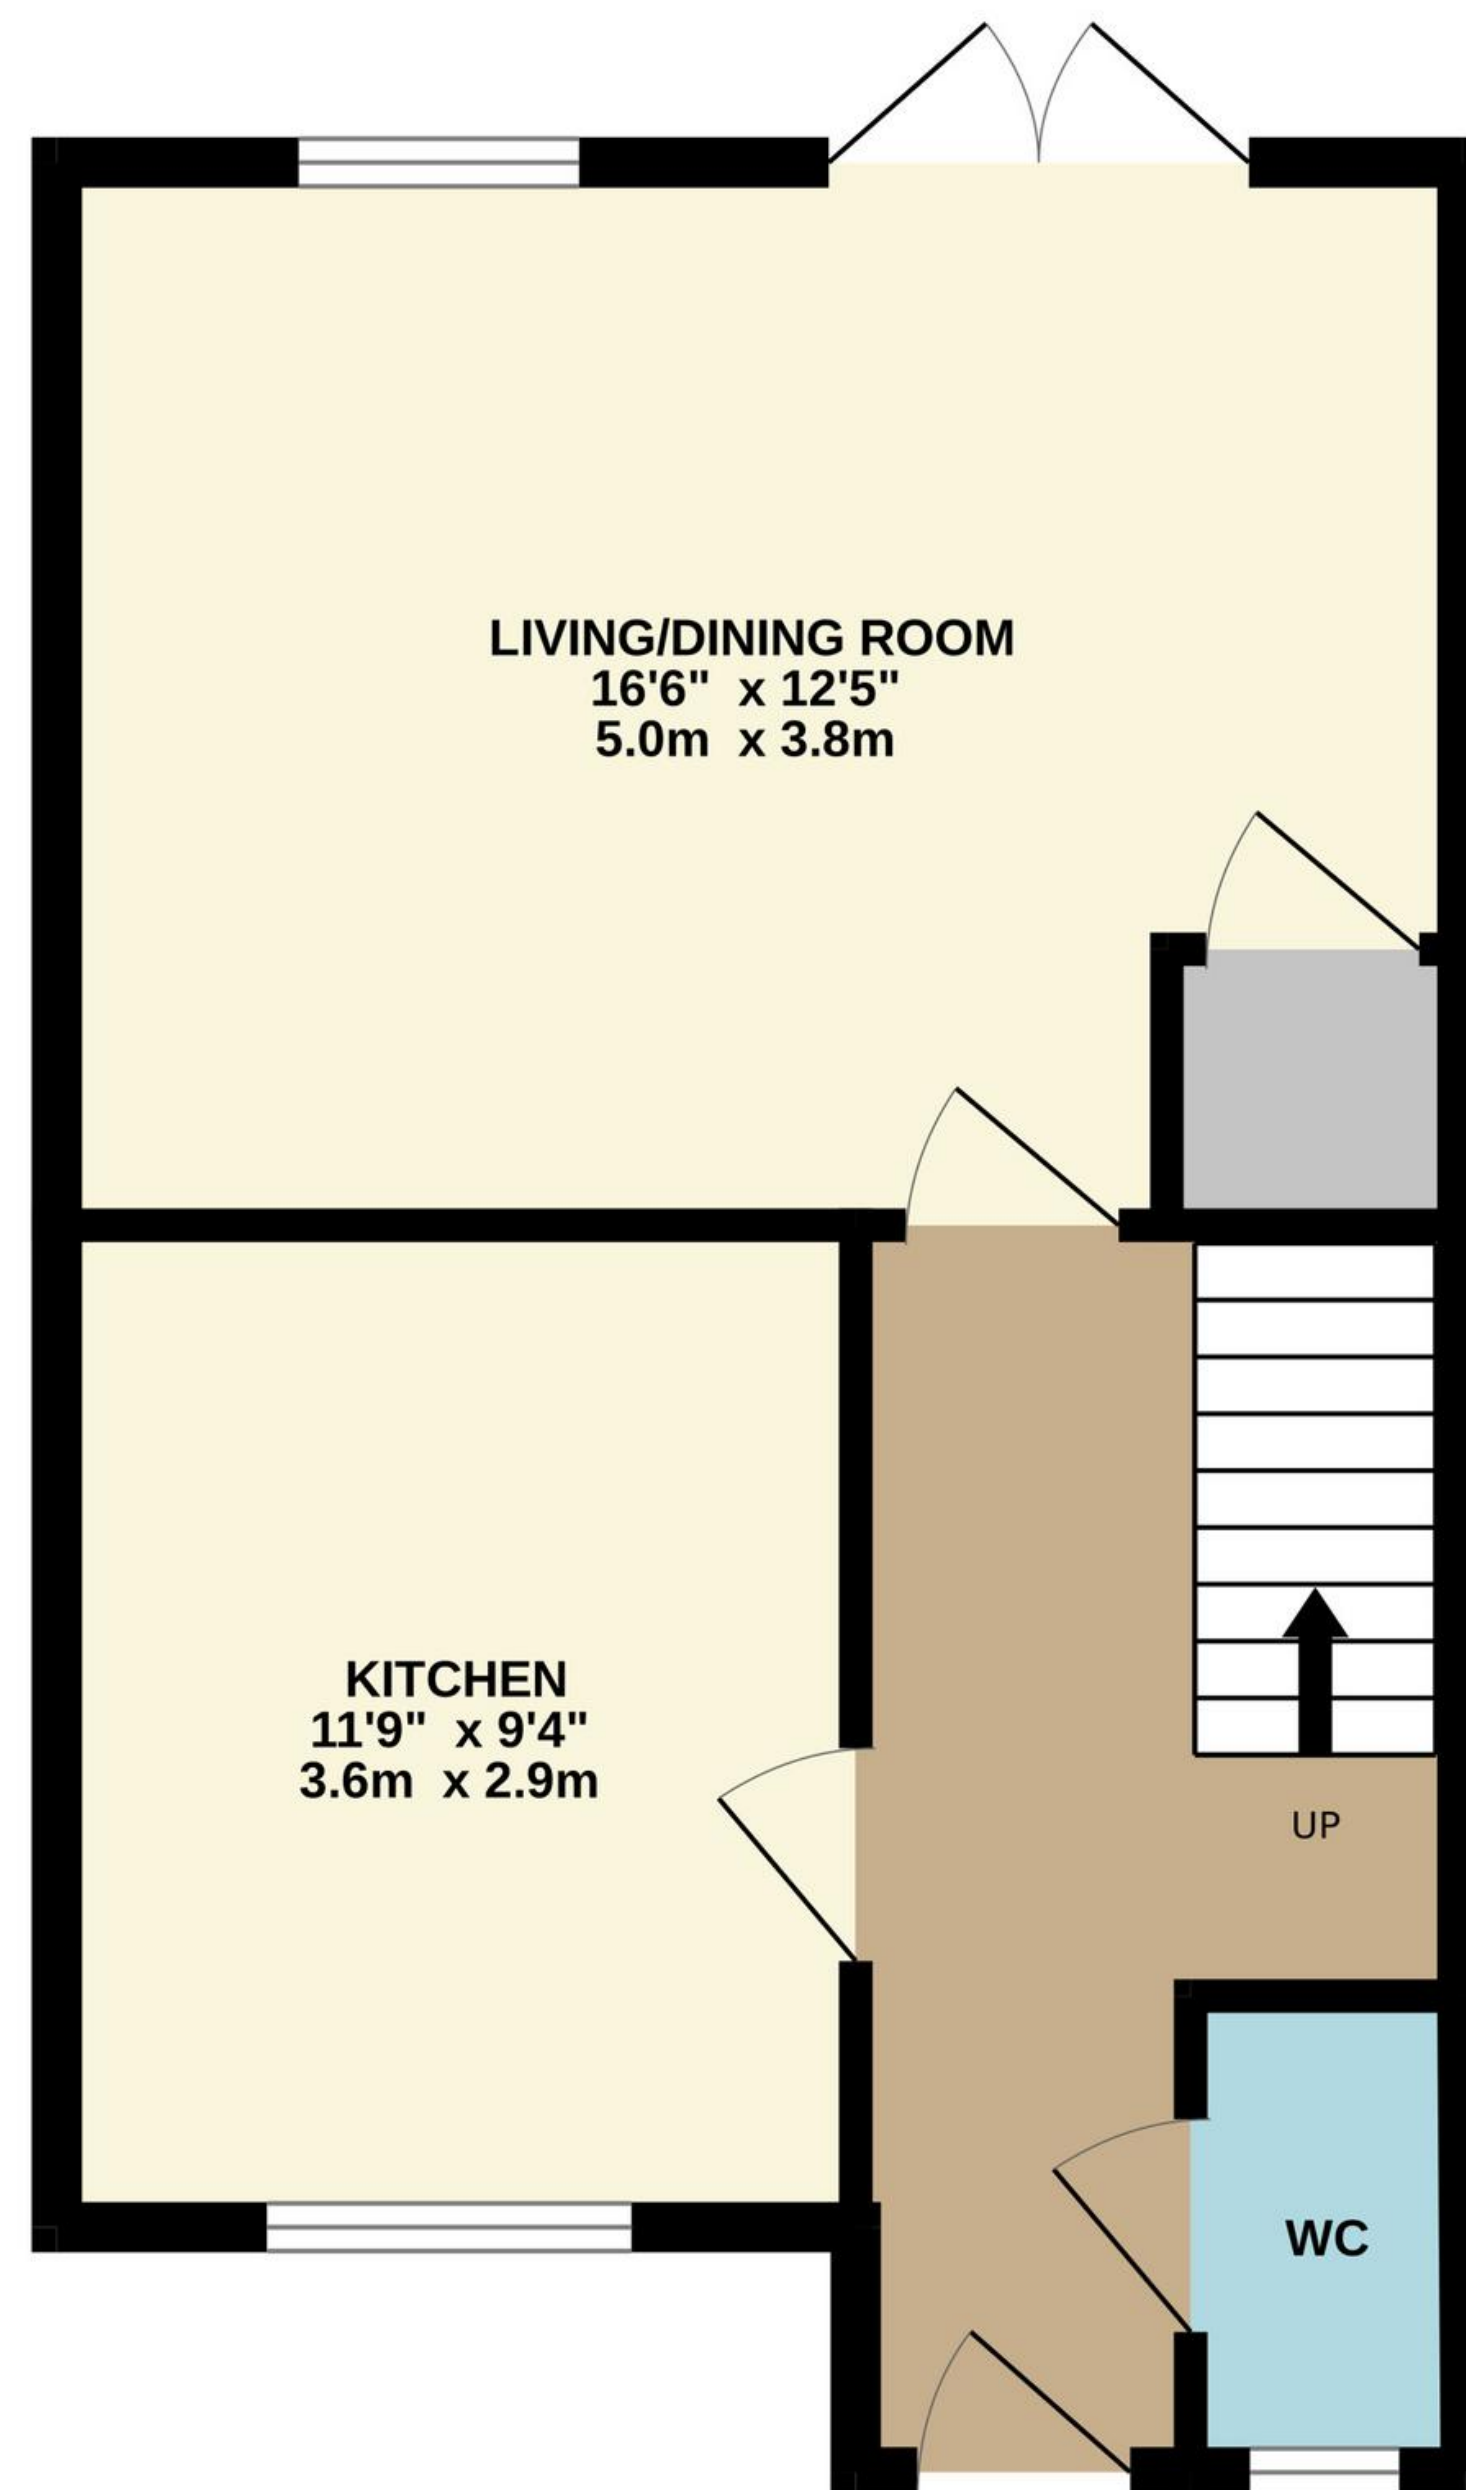 LIVING/DINING ROOM
16'6" x 12'5"
5.0m x 3.8m
KITCHEN
11'9" x 9'4"
3.6m x 2.9m
UP
WC